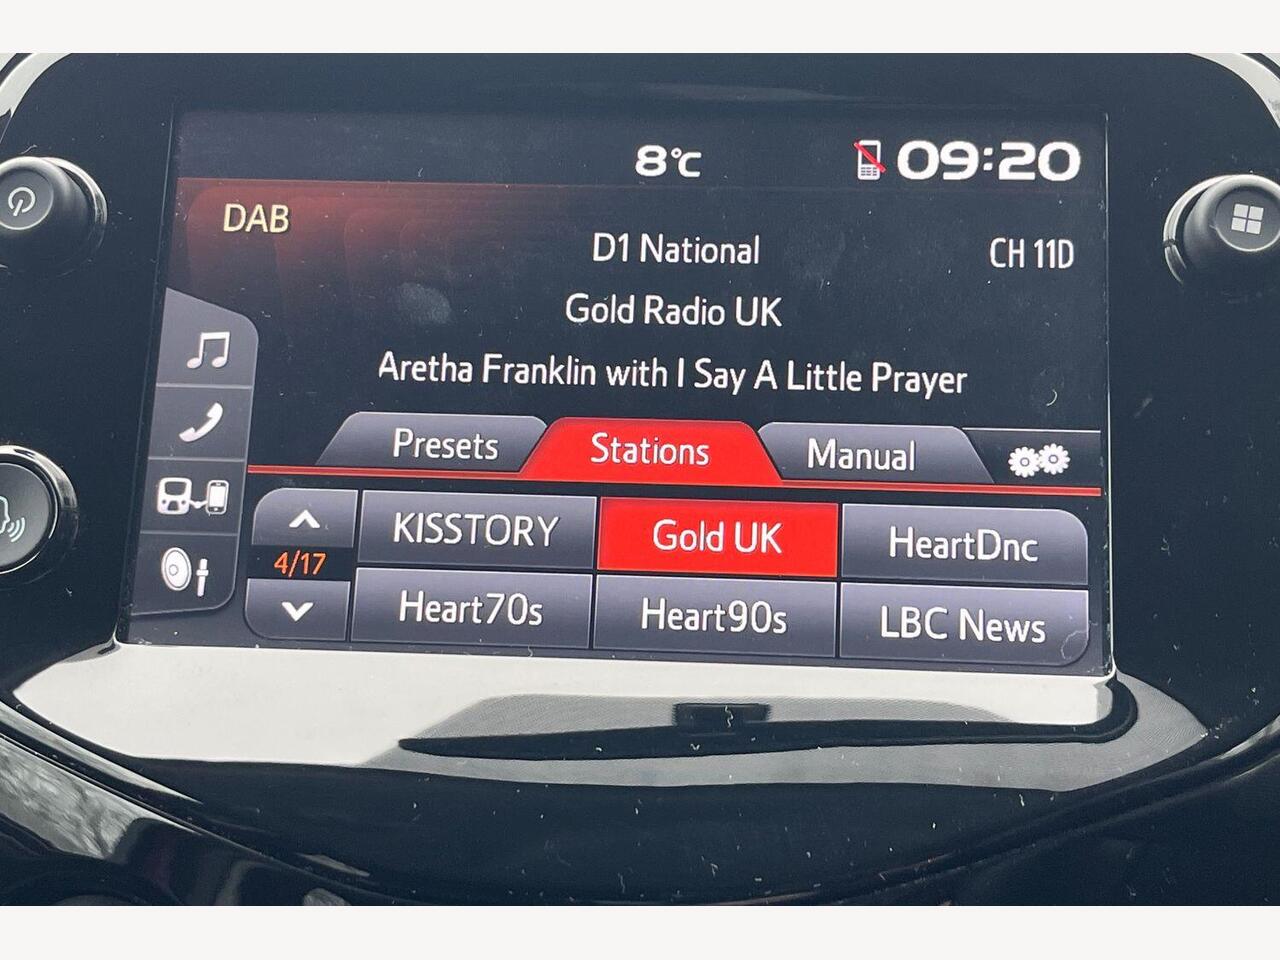 8°C 09:20
DAB
D1 National CH 11D
Gold Radio UK
Aretha Franklin with I Say A Little Prayer
Presets Stations Manual
KISSTORY Gold UK HeartDnc
4/17
Heart70s Heart90s LBC News